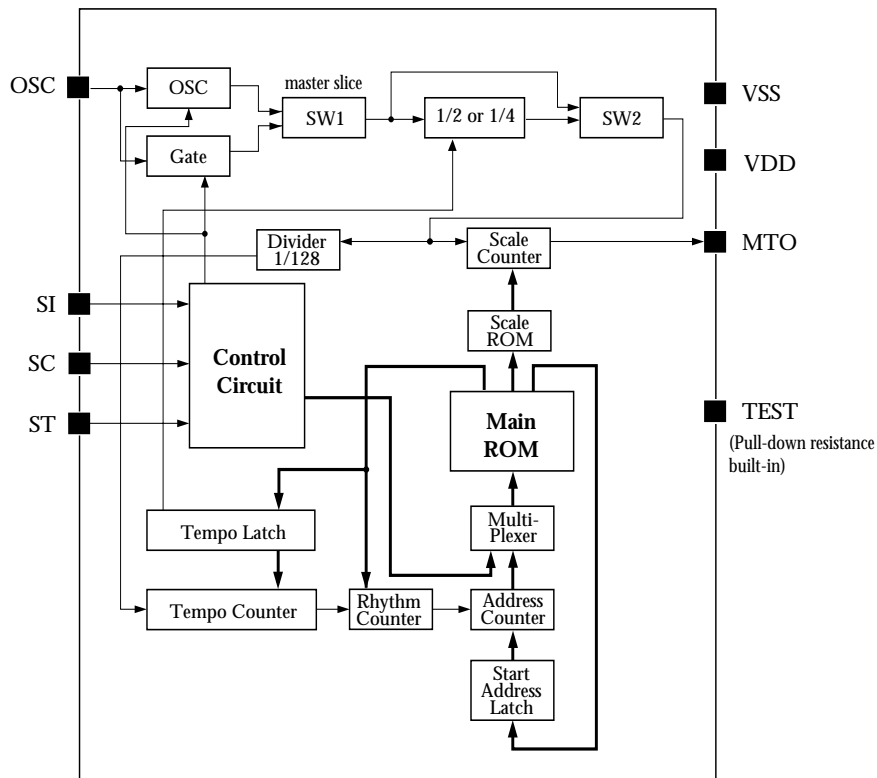 master slice
OSC
OSC
SW1
1/2 or 1/4
SW2
VSS
Gate
VDD
Divider
1/128
Scale
Counter
MTO
SI
Scale
ROM
SC
Control
Circuit
ST
Main
ROM
TEST
(Pull-down resistance
built-in)
Tempo Latch
Multi-
Plexer
Tempo Counter
Rhythm
Counter
Address
Counter
Start
Address
Latch